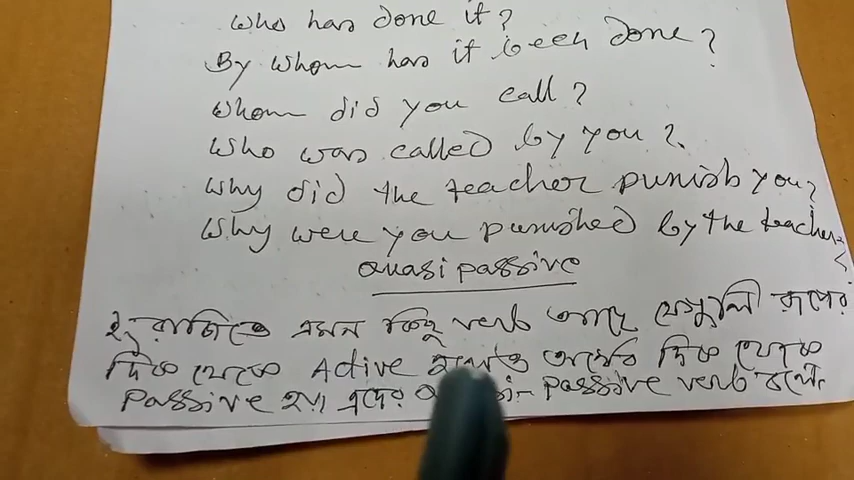 Who has done it?
By whom has it been done?
Whom did you call?
Who was called by you?
Why did the teacher punish you?
Why were you punished by the teacher?
Quasi passive
ইংরাজিতে এমন কিছু verb আছে যেগুলি রূপের
দিক থেকে Active হলেও অর্থের দিক থেকে
passive হয় এদের passive verb বলে।